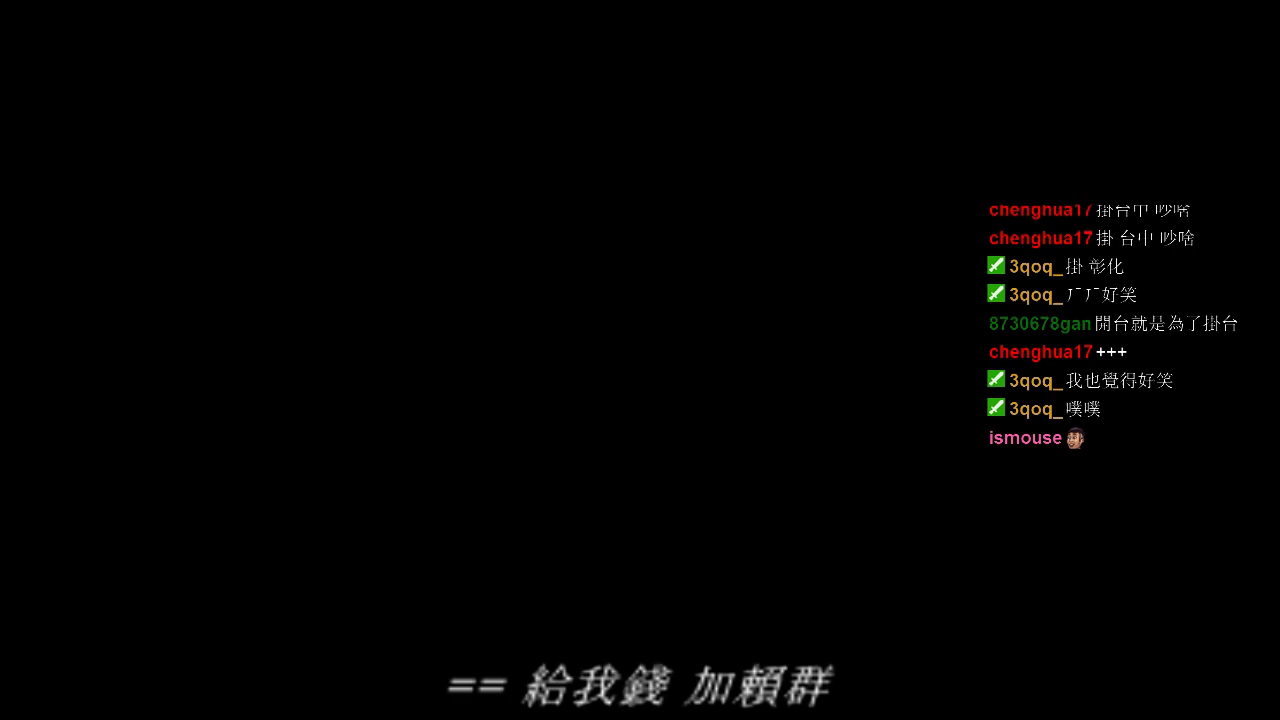 chenghua17 掛台中 吵啥
chenghua17 掛 台中 吵啥
3qoq_ 掛 彰化
3qoq_ 厂厂好笑
8730678gan 開台就是為了掛台
chenghua17 +++
3qoq_ 我也覺得好笑
3qoq_ 噗噗
ismouse
== 給我錢 加賴群